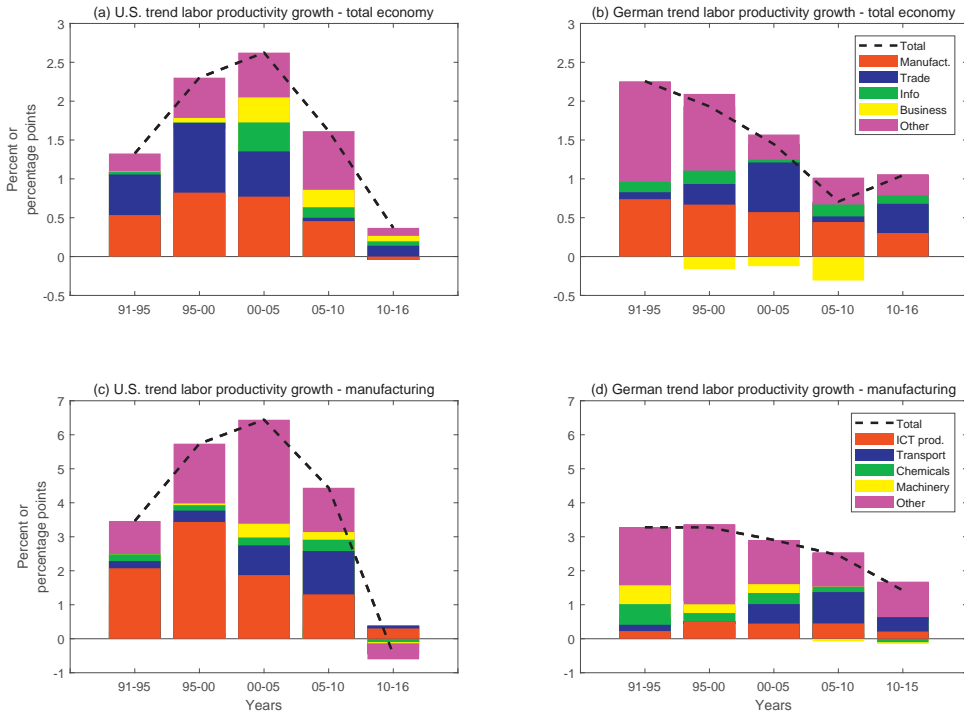 (a) U.S. trend labor productivity growth - total economy
3
2.5
2
1.5
1
0.5
0
-0.5
Percent or
percentage points
91-95 95-00 00-05 05-10 10-16
(b) German trend labor productivity growth - total economy
3
2.5
2
1.5
1
0.5
0
-0.5
Total
Manufact.
Trade
Info
Business
Other
91-95 95-00 00-05 05-10 10-16
(c) U.S. trend labor productivity growth - manufacturing
7
6
5
4
3
2
1
0
-1
Percent or
percentage points
91-95 95-00 00-05 05-10 10-16
Years
(d) German trend labor productivity growth - manufacturing
7
6
5
4
3
2
1
0
-1
Total
ICT prod.
Transport
Chemicals
Machinery
Other
91-95 95-00 00-05 05-10 10-15
Years